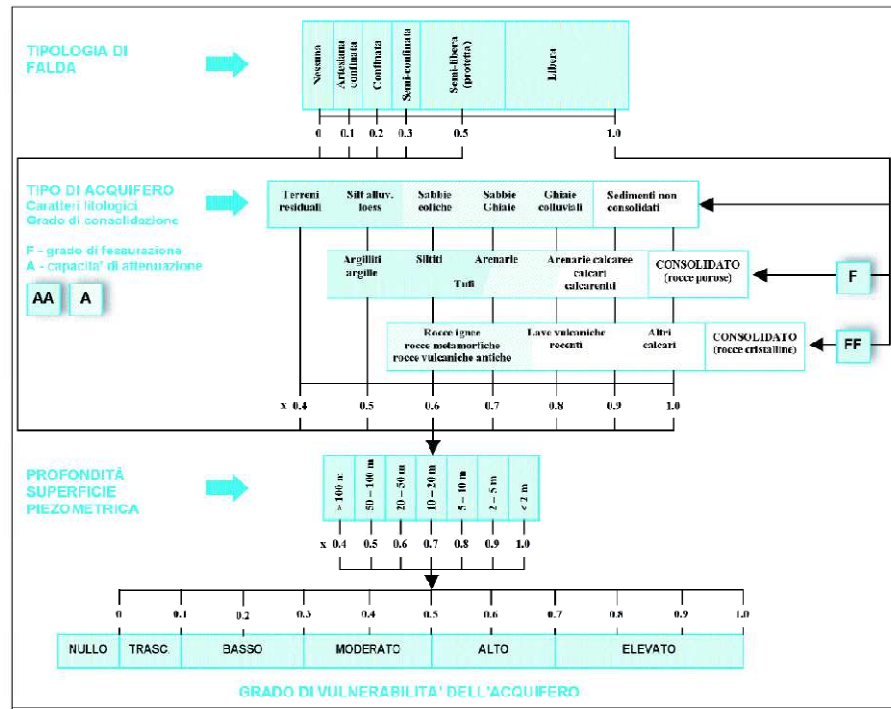 TIPOLOGIA DI
FALDA
Nessuna
Artesiana
confinata
Confinata
Semi-confinata
Semi-libera
(protetta)
Libera
0 0.1 0.2 0.3 0.5 1.0
TIPO DI ACQUIFERO
Caratteri litologici
Grado di consolidazione
F - grado di fessurazione
A - capacita' di attenuazione
AA A
Terreni
residuali
Silt alluv.
loess
Sabbie
eoliche
Sabbie
Ghiaie
Ghiaie
colluviali
Sedimenti non
consolidati
Argilliti
argille
Siltiti
Tufi
Arenarie
Arenarie calcaree
calcari
calcareniti
CONSOLIDATO
(rocce porose)
F
Rocce ignee
rocce metamorfiche
rocce vulcaniche antiche
Lave vulcaniche
recenti
Altri
calcari
CONSOLIDATO
(rocce cristalline)
FF
x 0.4 0.5 0.6 0.7 0.8 0.9 1.0
PROFONDITÀ
SUPERFICIE
PIEZOMETRICA
> 100 m
50 – 100 m
20 – 50 m
10 – 20 m
5 – 10 m
2 – 5 m
< 2 m
x 0.4 0.5 0.6 0.7 0.8 0.9 1.0
0 0.1 0.2 0.3 0.4 0.5 0.6 0.7 0.8 0.9 1.0
NULLO TRASC. BASSO MODERATO ALTO ELEVATO
GRADO DI VULNERABILITA' DELL'ACQUIFERO